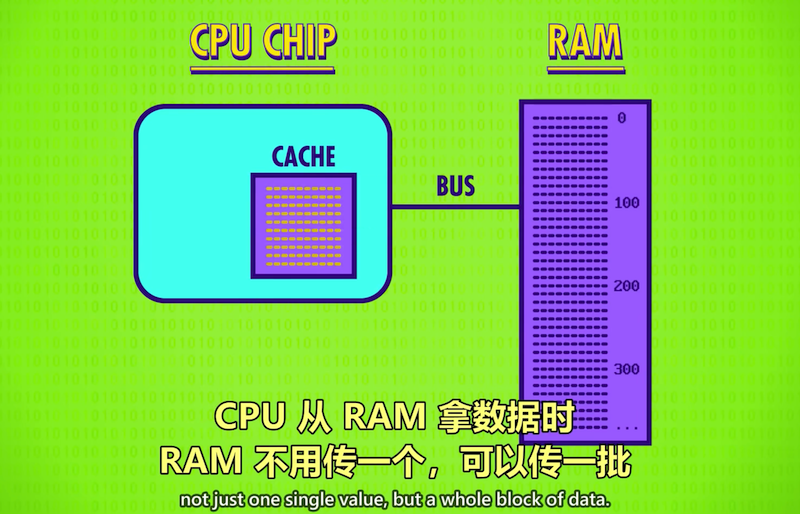 CPU CHIP
RAM
CACHE
BUS
0
100
200
300
...
CPU 从 RAM 拿数据时
RAM 不用传一个，可以传一批
not just one single value, but a whole block of data.